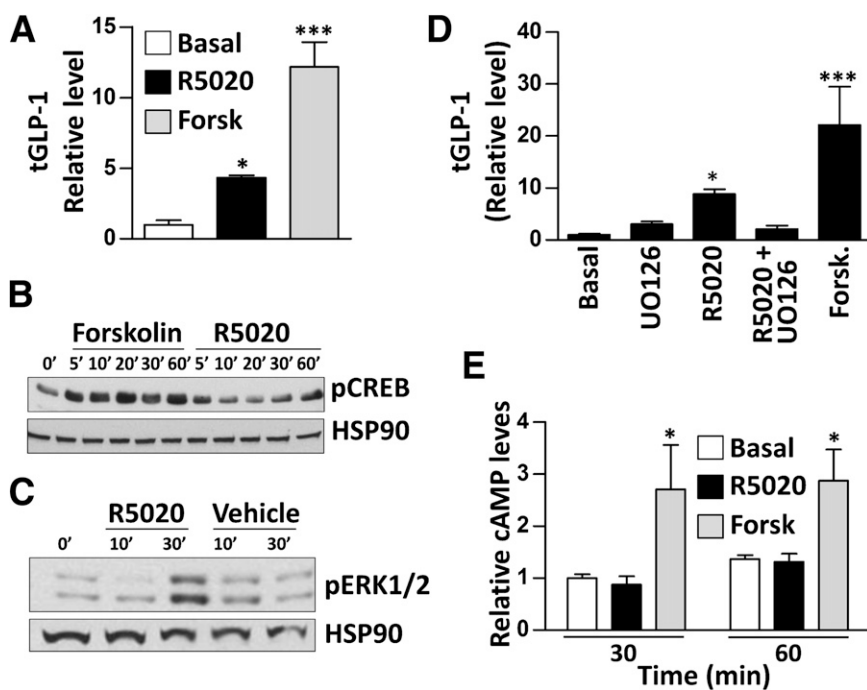 A
tGLP-1
Relative level
15
10
5
0
Basal
R5020
Forsk
*
***
B
Forskolin R5020
0' 5' 10' 20' 30' 60' 5' 10' 20' 30' 60'
pCREB
HSP90
C
R5020 Vehicle
0' 10' 30' 10' 30'
pERK1/2
HSP90
D
tGLP-1
(Relative level)
40
30
20
10
0
*
***
Basal
UO126
R5020
R5020 +
UO126
Forsk.
E
Relative cAMP leves
4
3
2
1
0
Basal
R5020
Forsk
*
*
30 60
Time (min)